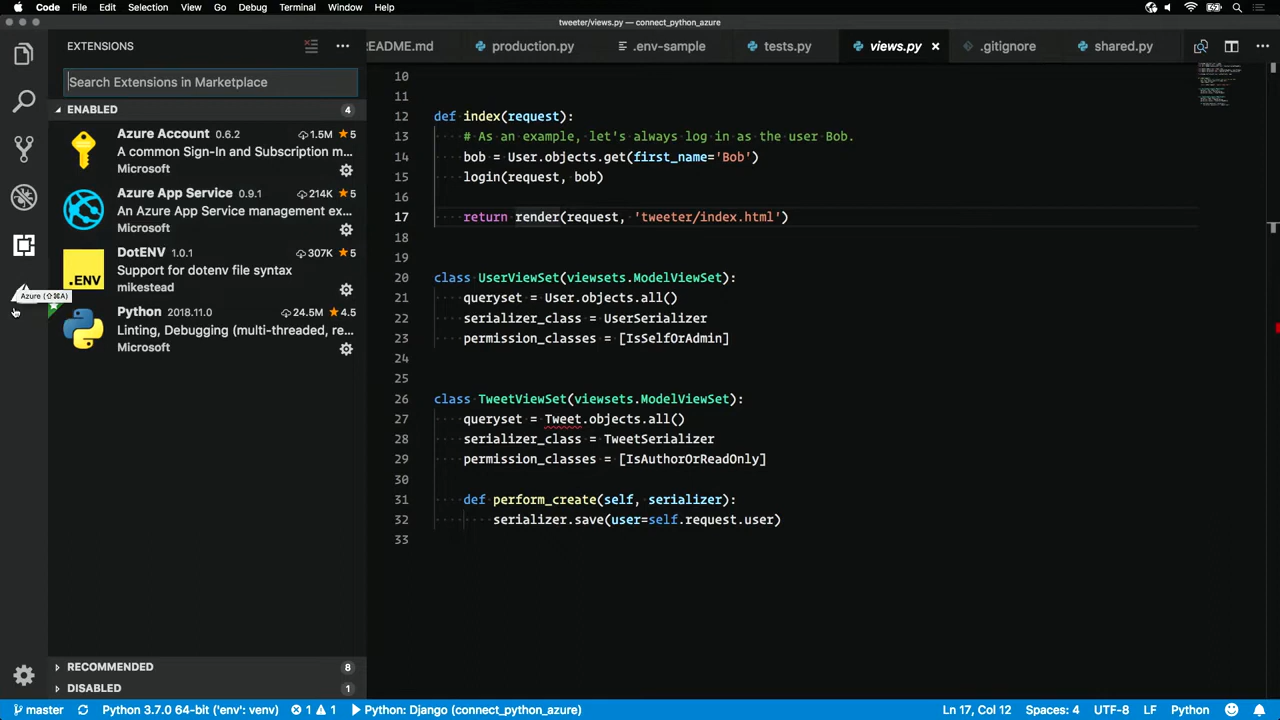 Code File Edit Selection View Go Debug Terminal Window Help
tweeter/views.py — connect_python_azure
EXTENSIONS
README.md production.py .env-sample tests.py views.py .gitignore shared.py
Search Extensions in Marketplace
ENABLED 4
Azure Account 0.6.2 1.5M 5
A common Sign-In and Subscription m...
Microsoft
Azure App Service 0.9.1 214K 5
An Azure App Service management ex...
Microsoft
DotENV 1.0.1 307K 5
.ENV
Support for dotenv file syntax
mikestead
Azure (⇧⌘A)
Python 2018.11.0 24.5M 4.5
Linting, Debugging (multi-threaded, re...
Microsoft
RECOMMENDED 8
DISABLED 1
10
11
12 def index(request):
13 # As an example, let's always log in as the user Bob.
14 bob = User.objects.get(first_name='Bob')
15 login(request, bob)
16
17 return render(request, 'tweeter/index.html')
18
19
20 class UserViewSet(viewsets.ModelViewSet):
21 queryset = User.objects.all()
22 serializer_class = UserSerializer
23 permission_classes = [IsSelfOrAdmin]
24
25
26 class TweetViewSet(viewsets.ModelViewSet):
27 queryset = Tweet.objects.all()
28 serializer_class = TweetSerializer
29 permission_classes = [IsAuthorOrReadOnly]
30
31 def perform_create(self, serializer):
32 serializer.save(user=self.request.user)
33
master Python 3.7.0 64-bit ('env': venv) 1 1 Python: Django (connect_python_azure) Ln 17, Col 12 Spaces: 4 UTF-8 LF Python